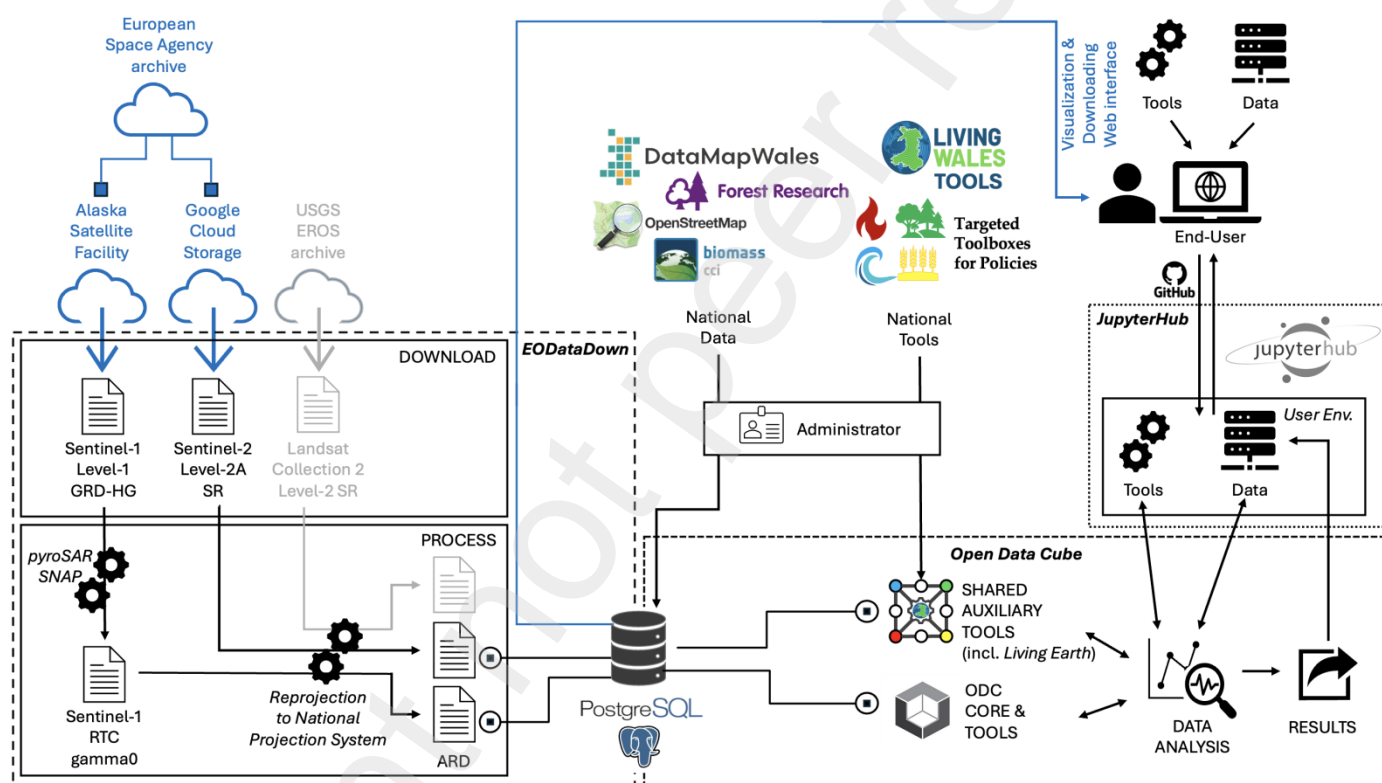 European
Space Agency
archive
Alaska
Satellite
Facility
Google
Cloud
Storage
USGS
EROS
archive
EODataDown
DOWNLOAD
Sentinel-1
Level-1
GRD-HG
Sentinel-2
Level-2A
SR
Landsat
Collection 2
Level-2 SR
PROCESS
pyroSAR
SNAP
Sentinel-1
RTC
gamma0
Reprojection
to National
Projection System
ARD
DataMapWales
Forest Research
OpenStreetMap
biomass
cci
National
Data
LIVING
WALES
TOOLS
Targeted
Toolboxes
for Policies
National
Tools
Administrator
PostgreSQL
Visualization &
Downloading
Web interface
Tools
Data
End-User
GitHub
JupyterHub
jupyterhub
User Env.
Tools
Data
Open Data Cube
SHARED
AUXILIARY
TOOLS
(incl. Living Earth)
ODC
CORE &
TOOLS
DATA
ANALYSIS
RESULTS
not peer re